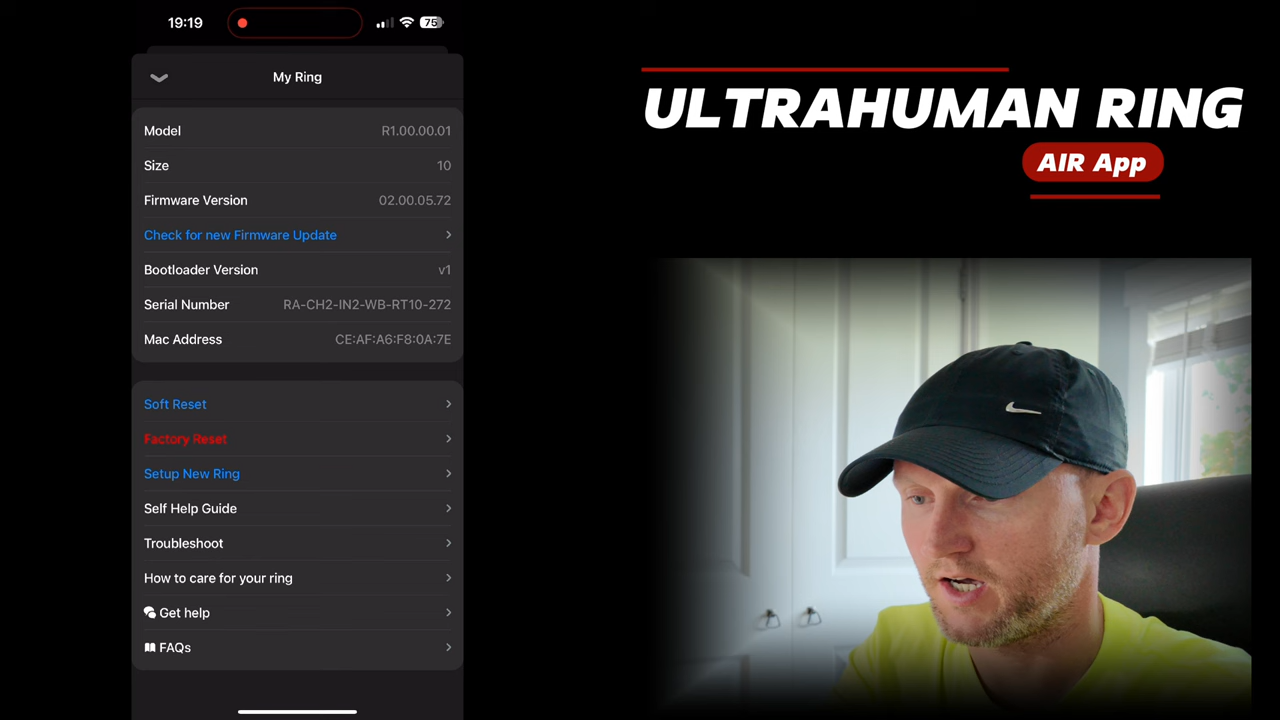 19:19
75
My Ring
Model R1.00.00.01
Size 10
Firmware Version 02.00.05.72
Check for new Firmware Update
Bootloader Version v1
Serial Number RA-CH2-IN2-WB-RT10-272
Mac Address CE:AF:A6:F8:0A:7E
Soft Reset
Factory Reset
Setup New Ring
Self Help Guide
Troubleshoot
How to care for your ring
Get help
FAQs
ULTRAHUMAN RING
AIR App